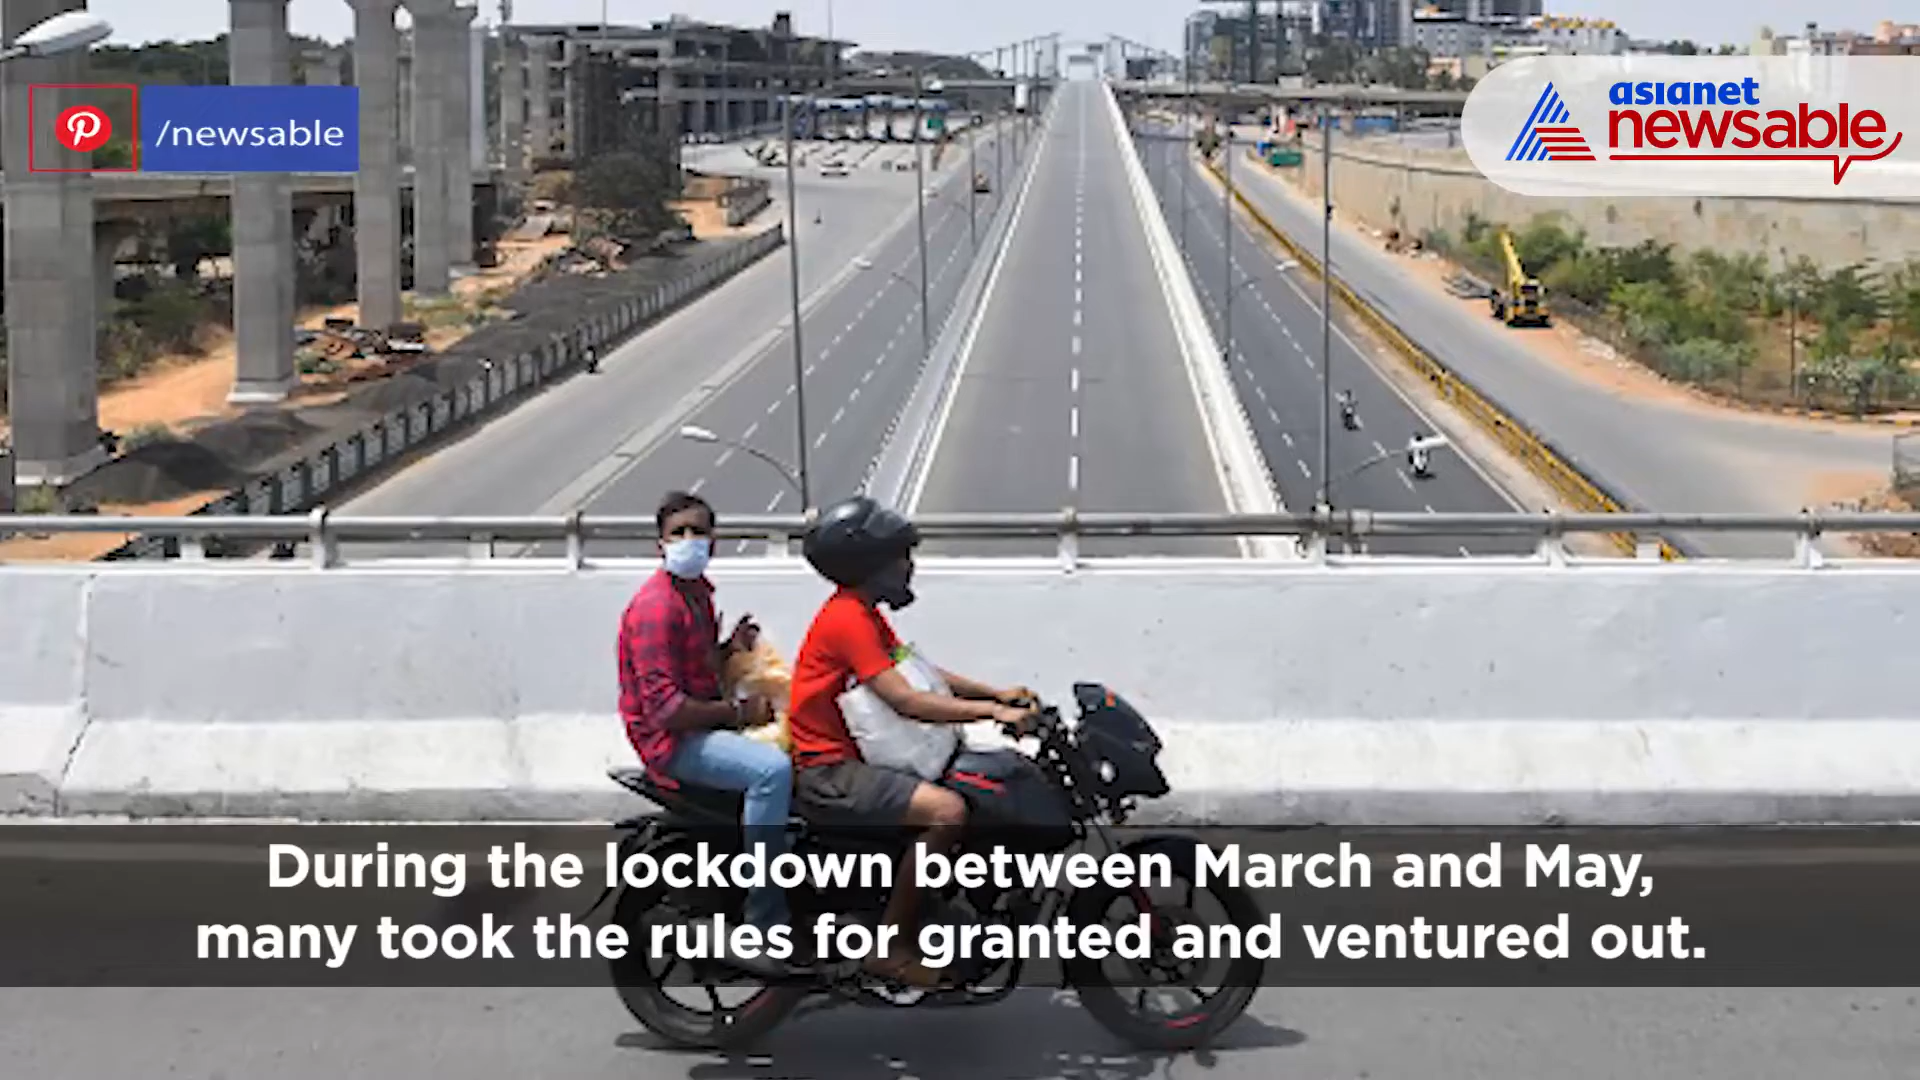 /newsable
asianet
newsable
During the lockdown between March and May,
many took the rules for granted and ventured out.